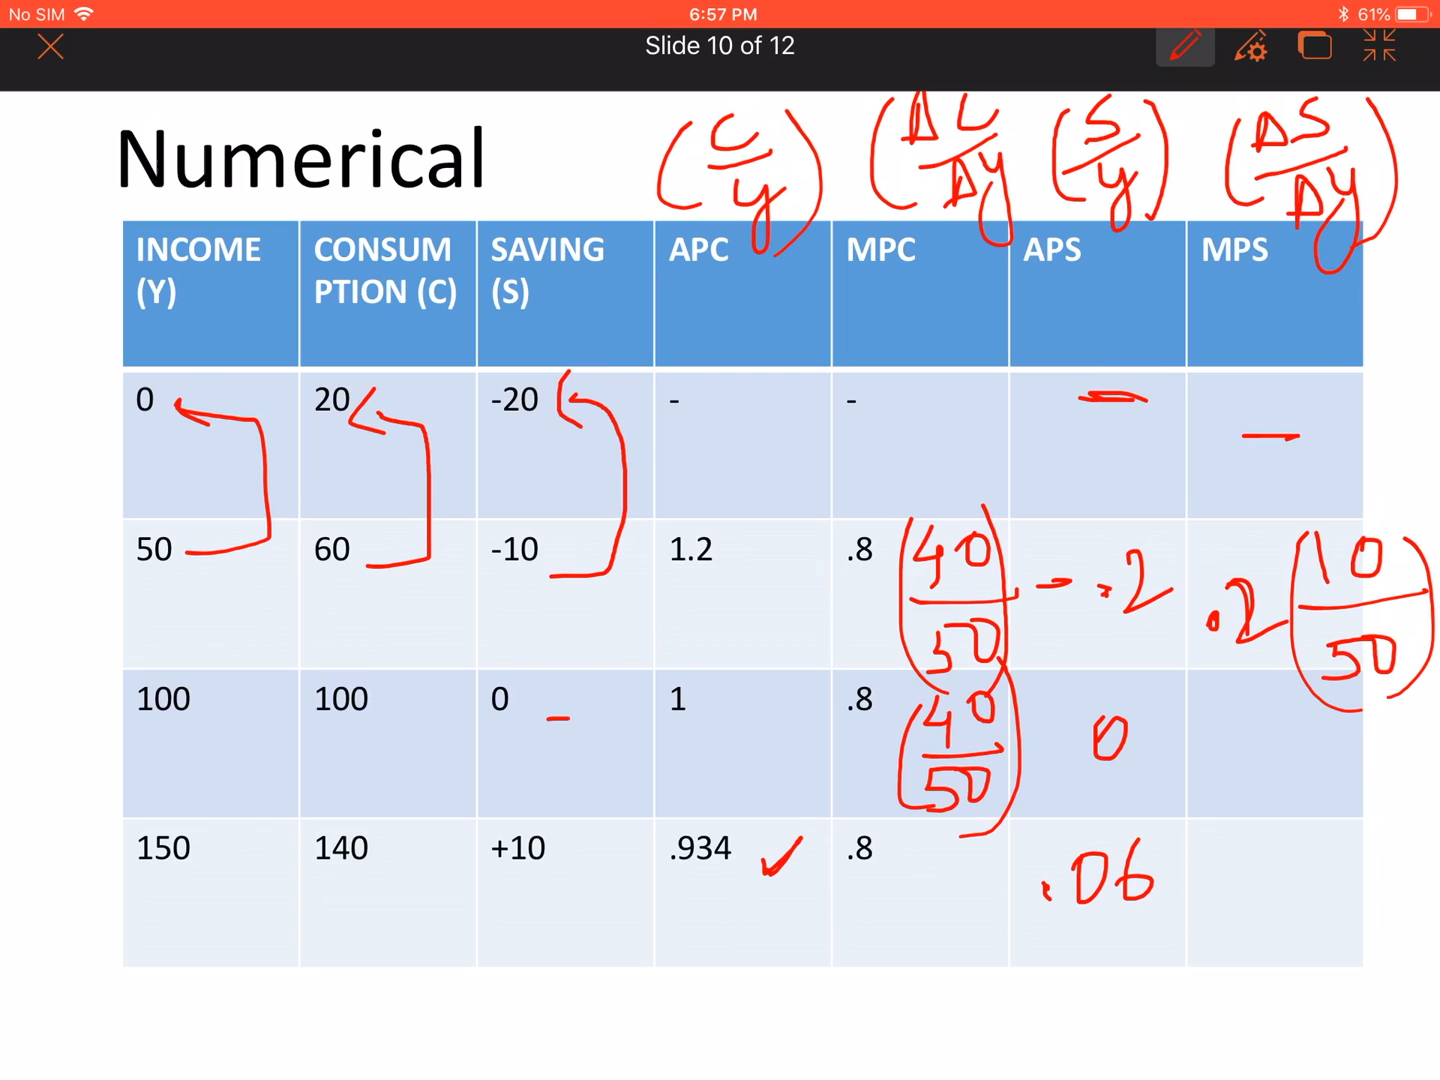 No SIM 6:57 PM 61%
Slide 10 of 12
Numerical
(C/y) (ΔC/Δy) (S/y) (ΔS/Δy)
INCOME (Y) CONSUM PTION (C) SAVING (S) APC MPC APS MPS
0 20 -20 - - — —
50 60 -10 1.2 .8 (40/50) - .2 .2 (10/50)
100 100 0 - 1 .8 (40/50) 0
150 140 +10 .934 ✓ .8 .06